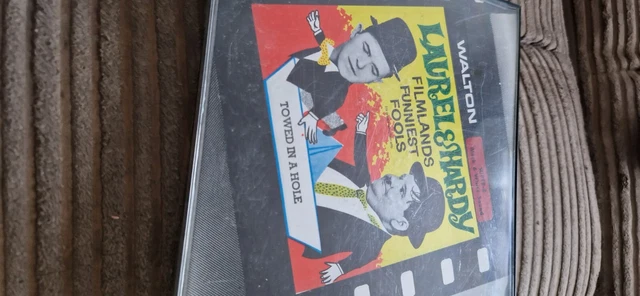 WALTON
LAUREL & HARDY
FILMLANDS
FUNNIEST
FOOLS
TOWED IN A HOLE